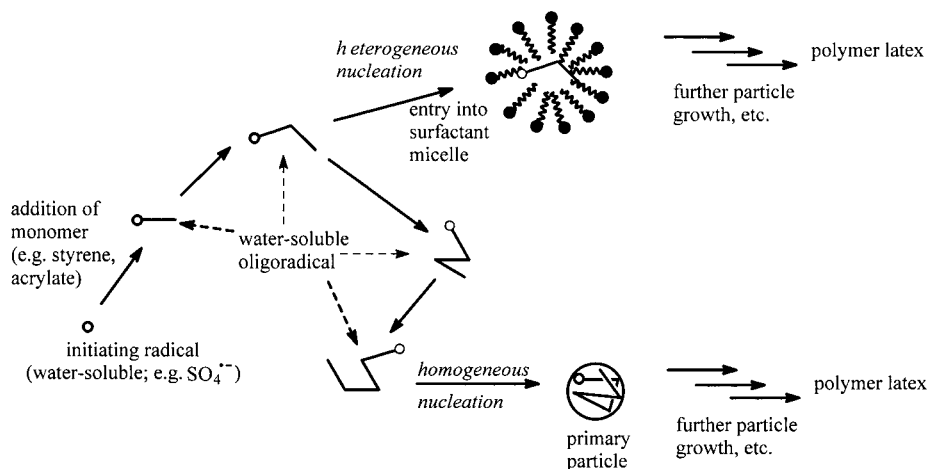 h eterogeneous
nucleation
entry into
surfactant
micelle
further particle
growth, etc.
polymer latex
addition of
monomer
(e.g. styrene,
acrylate)
water-soluble
oligoradical
initiating radical
(water-soluble; e.g. SO₄•−)
homogeneous
nucleation
primary
particle
further particle
growth, etc.
polymer latex